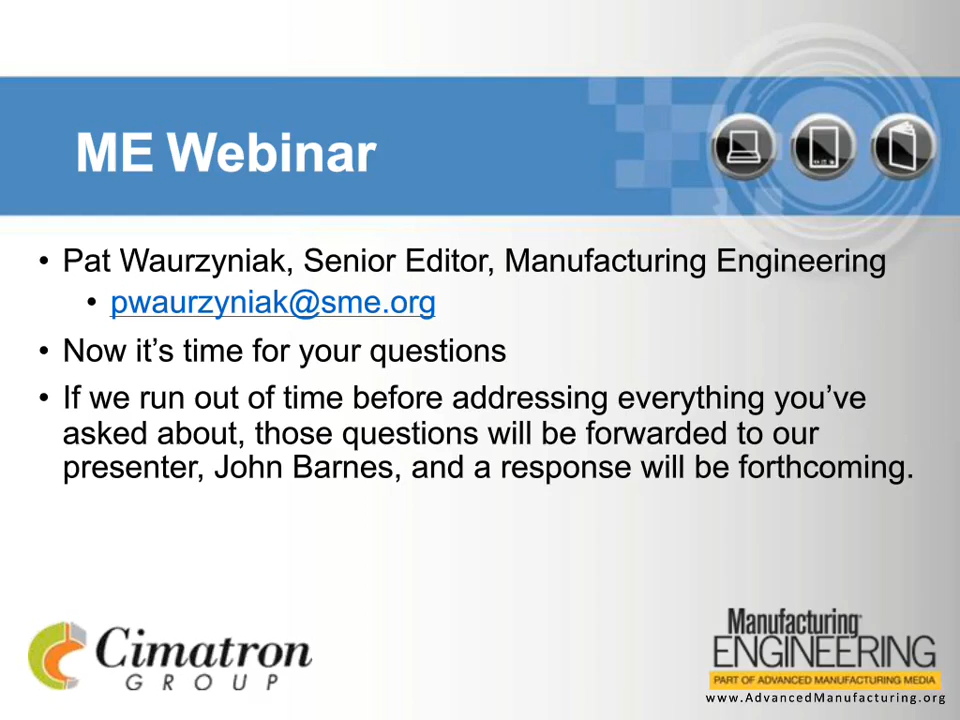 ME Webinar
• Pat Waurzyniak, Senior Editor, Manufacturing Engineering
• pwaurzyniak@sme.org
• Now it’s time for your questions
• If we run out of time before addressing everything you’ve
asked about, those questions will be forwarded to our
presenter, John Barnes, and a response will be forthcoming.
Cimatron
GROUP
Manufacturing
ENGINEERING
PART OF ADVANCED MANUFACTURING MEDIA
www.AdvancedManufacturing.org